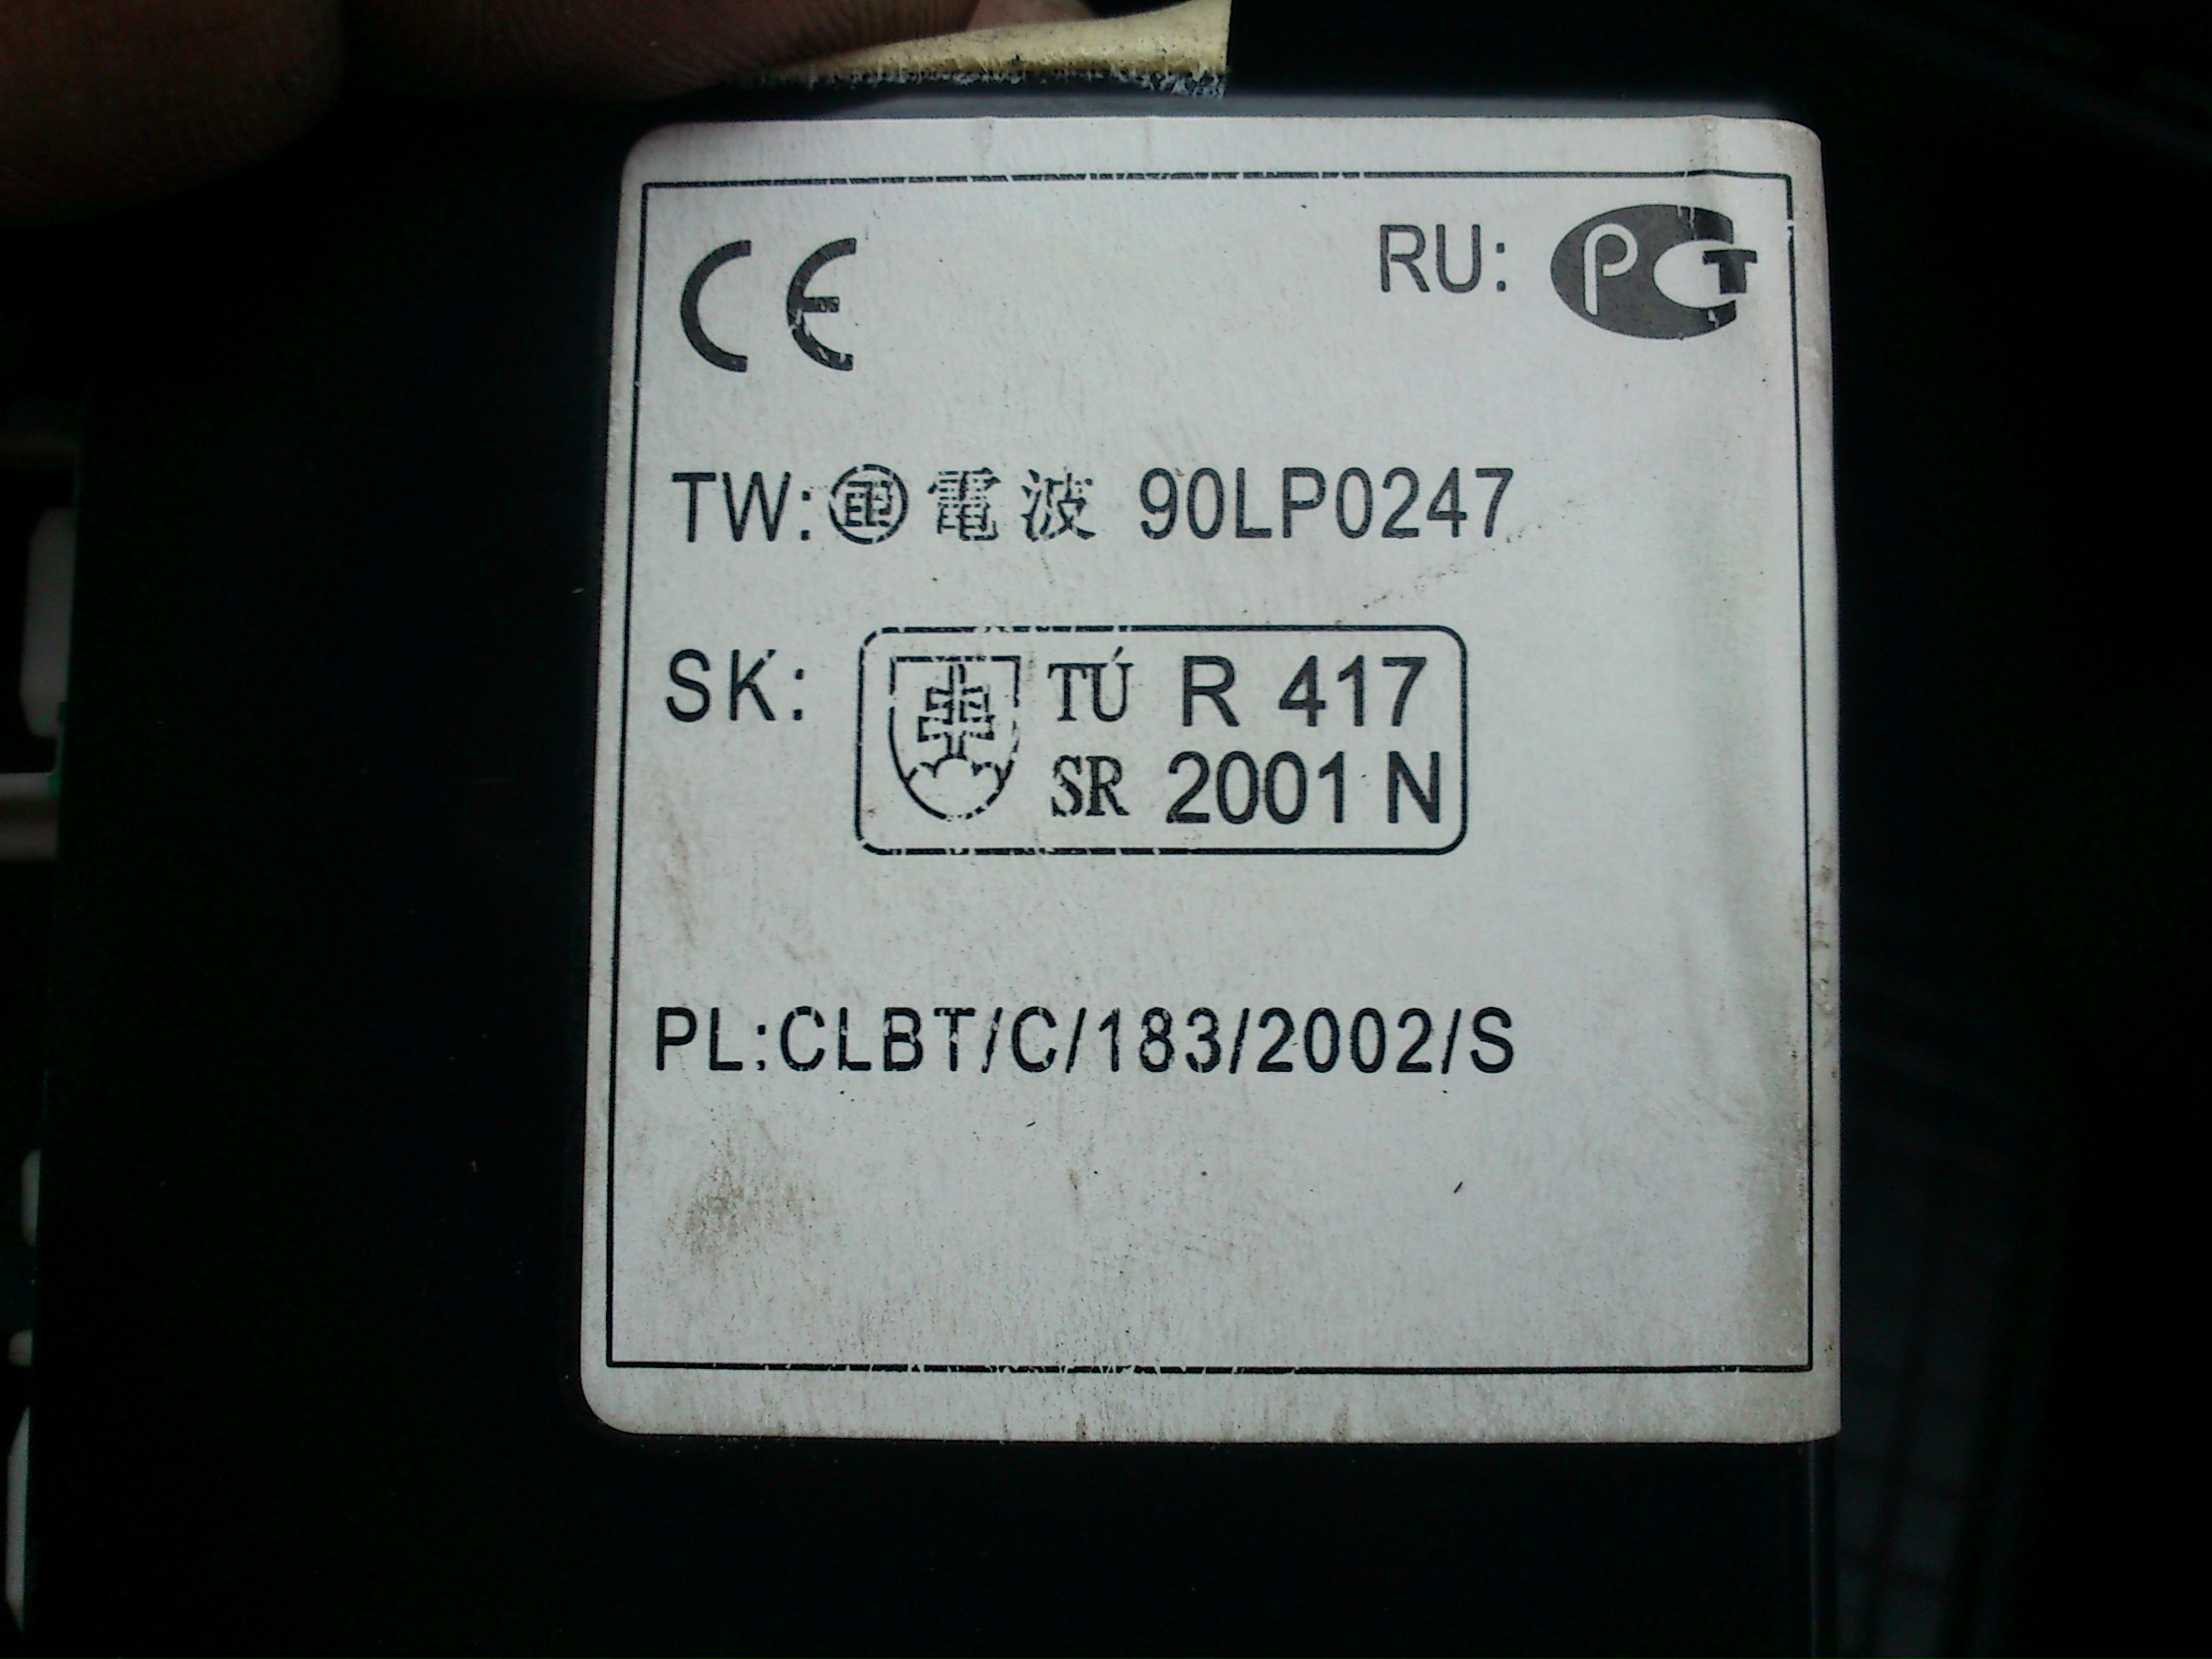 CE RU: PCT
TW: 電波 90LP0247
SK: TÚ R 417
SR 2001 N
PL:CLBT/C/183/2002/S